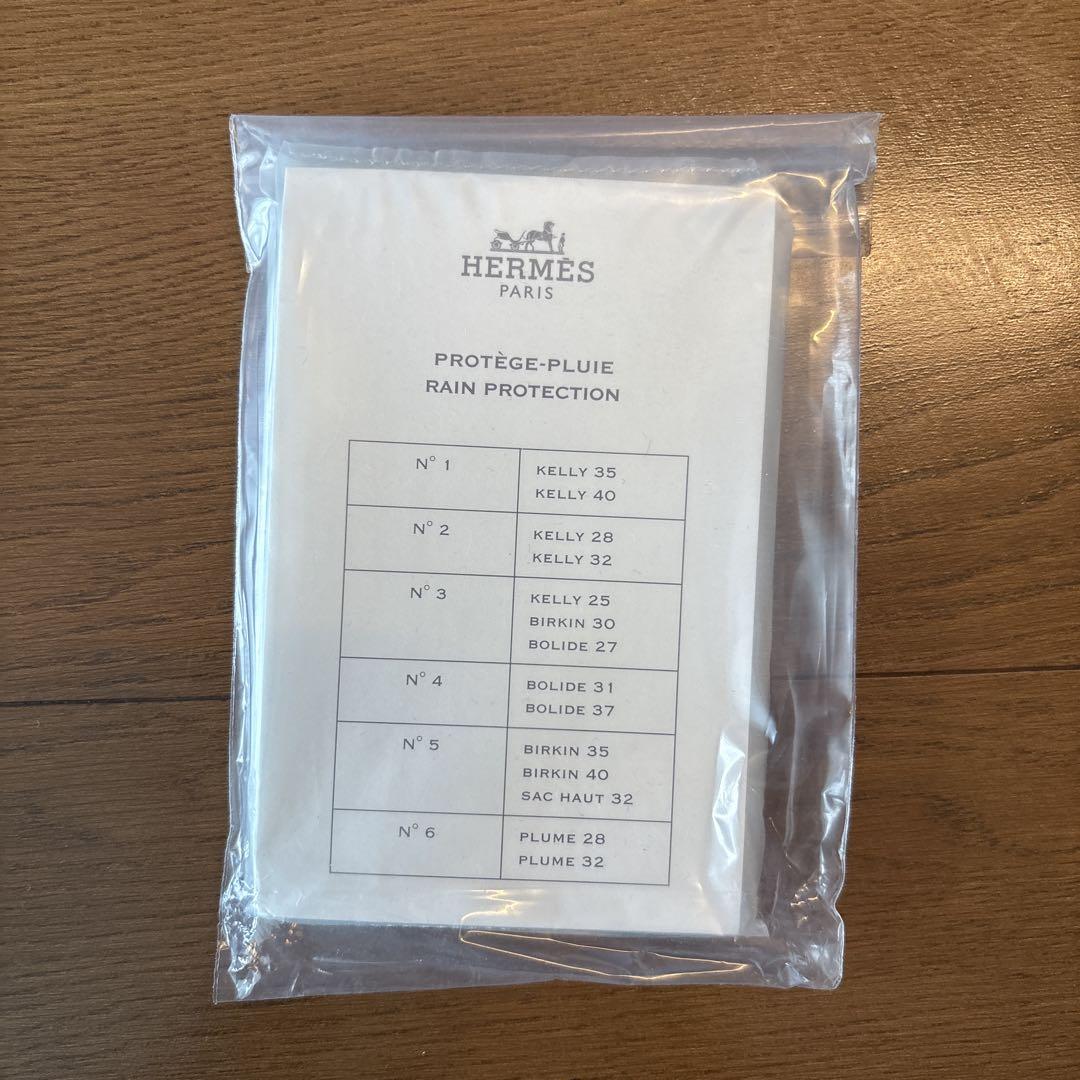 HERMÈS
PARIS
PROTÈGE-PLUIE
RAIN PROTECTION
N° 1
KELLY 35
KELLY 40
N° 2
KELLY 28
KELLY 32
N° 3
KELLY 25
BIRKIN 30
BOLIDE 27
N° 4
BOLIDE 31
BOLIDE 37
N° 5
BIRKIN 35
BIRKIN 40
SAC HAUT 32
N° 6
PLUME 28
PLUME 32